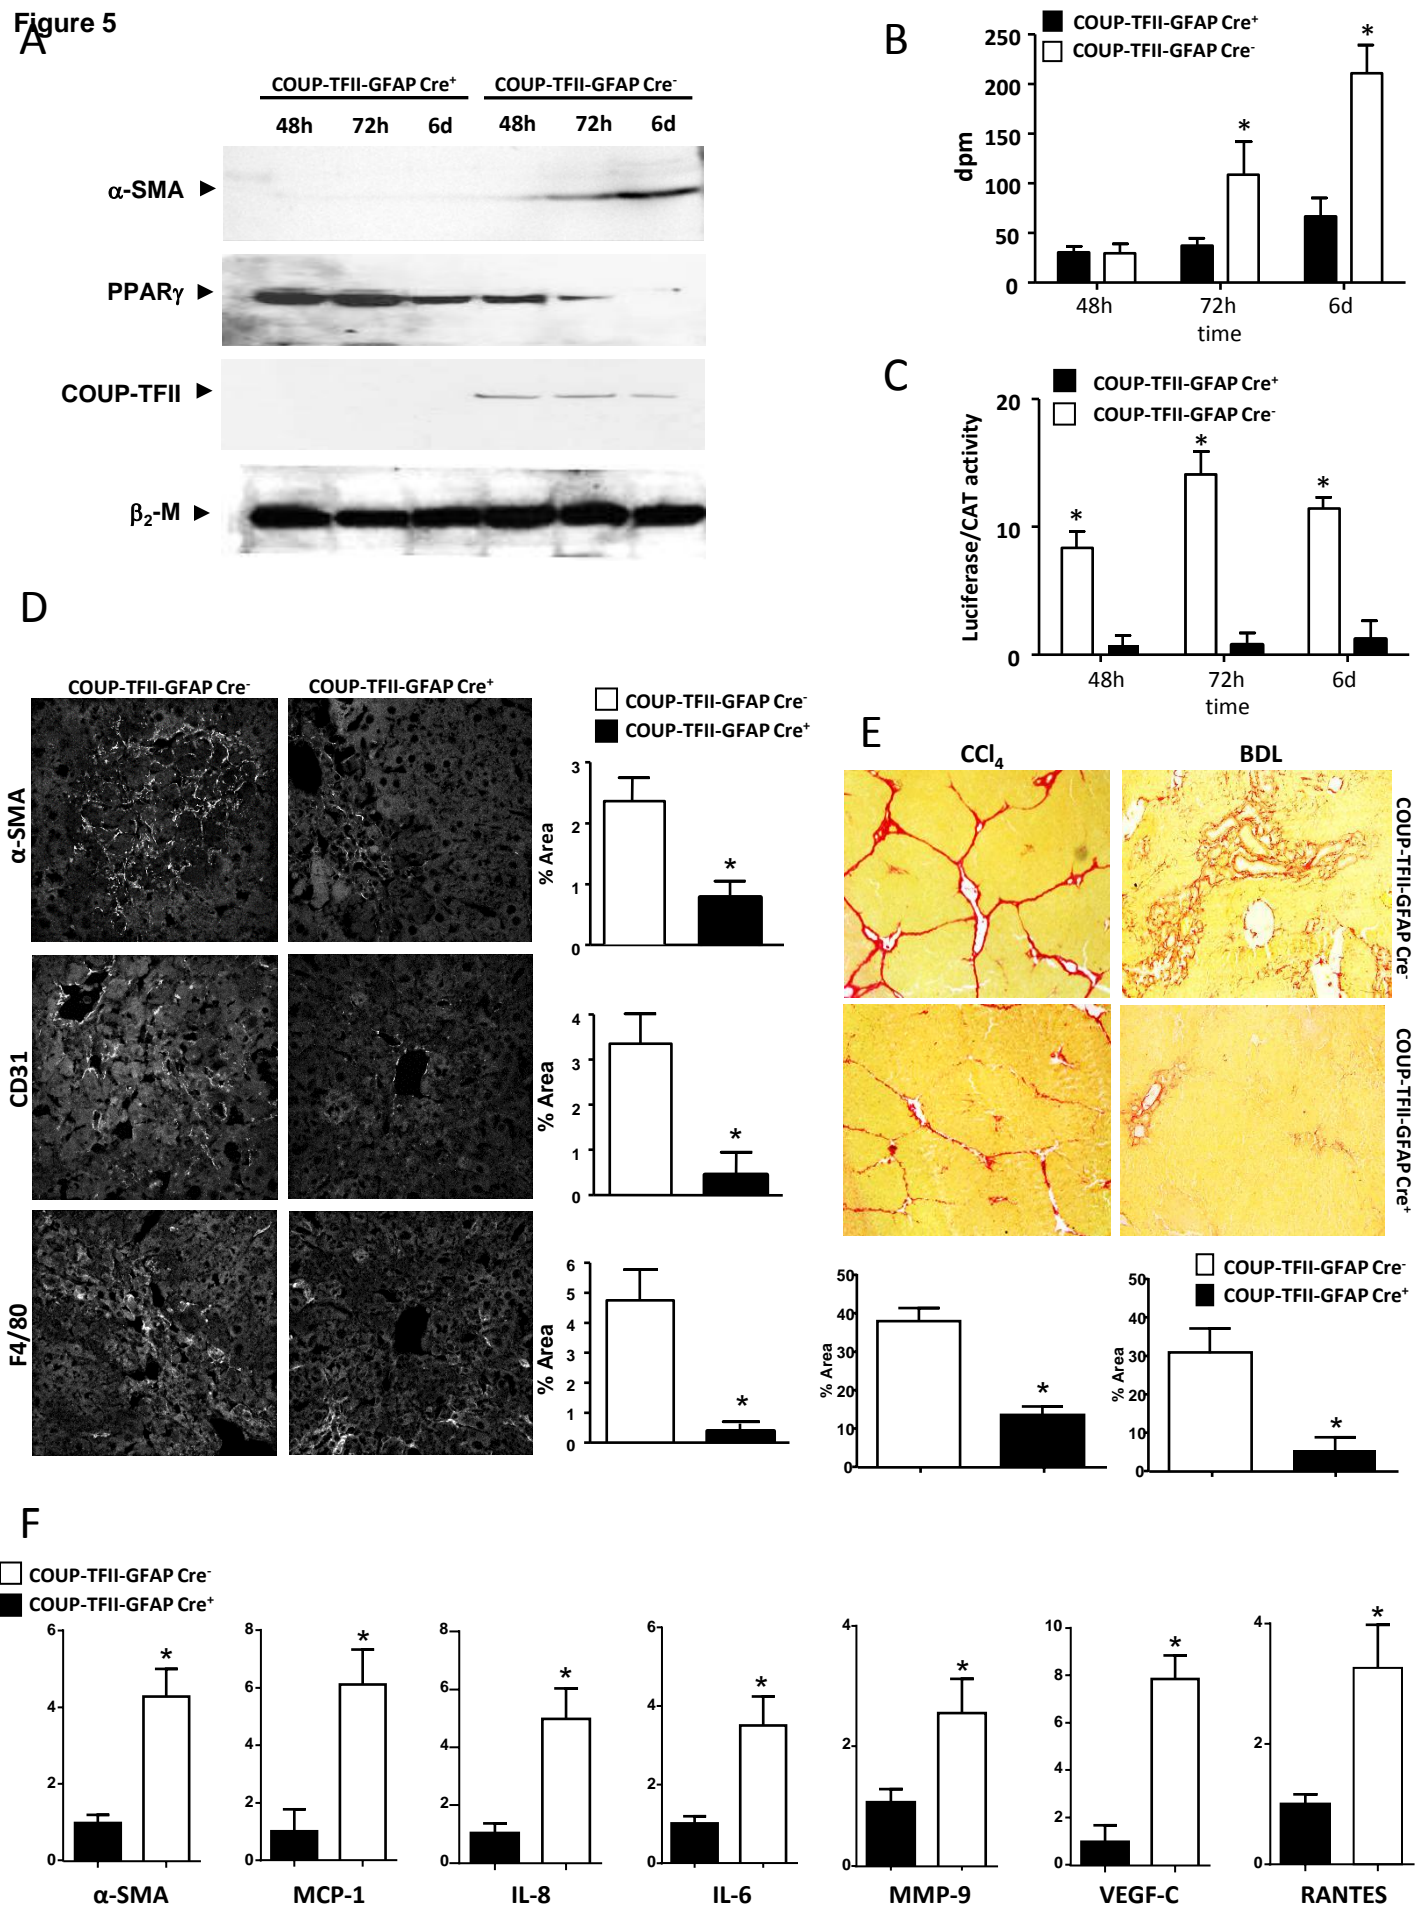 Figure 5
A
COUP-TFII-GFAP Cre⁺ COUP-TFII-GFAP Cre⁻
48h 72h 6d 48h 72h 6d
α-SMA
PPARγ
COUP-TFII
β₂-M
B
COUP-TFII-GFAP Cre⁺
COUP-TFII-GFAP Cre⁻
250
200
150
100
50
0
dpm
* *
48h 72h 6d
time
C
COUP-TFII-GFAP Cre⁺
COUP-TFII-GFAP Cre⁻
20
10
0
Luciferase/CAT activity
* * *
48h 72h 6d
time
D
COUP-TFII-GFAP Cre⁻ COUP-TFII-GFAP Cre⁺
COUP-TFII-GFAP Cre⁻
COUP-TFII-GFAP Cre⁺
α-SMA
3
2
1
0
% Area
*
CD31
4
3
2
1
0
% Area
*
F4/80
6
5
4
3
2
1
0
% Area
*
E
CCl₄ BDL
COUP-TFII-GFAP Cre⁻
COUP-TFII-GFAP Cre⁺
COUP-TFII-GFAP Cre⁻
COUP-TFII-GFAP Cre⁺
50
40
30
20
10
0
% Area
*
50
40
30
20
10
0
% Area
*
F
COUP-TFII-GFAP Cre⁻
COUP-TFII-GFAP Cre⁺
6
4
2
0
*
α-SMA
8
6
4
2
0
*
MCP-1
8
6
4
2
0
*
IL-8
6
4
2
0
*
IL-6
4
2
0
*
MMP-9
10
8
6
4
2
0
*
VEGF-C
4
2
0
*
RANTES